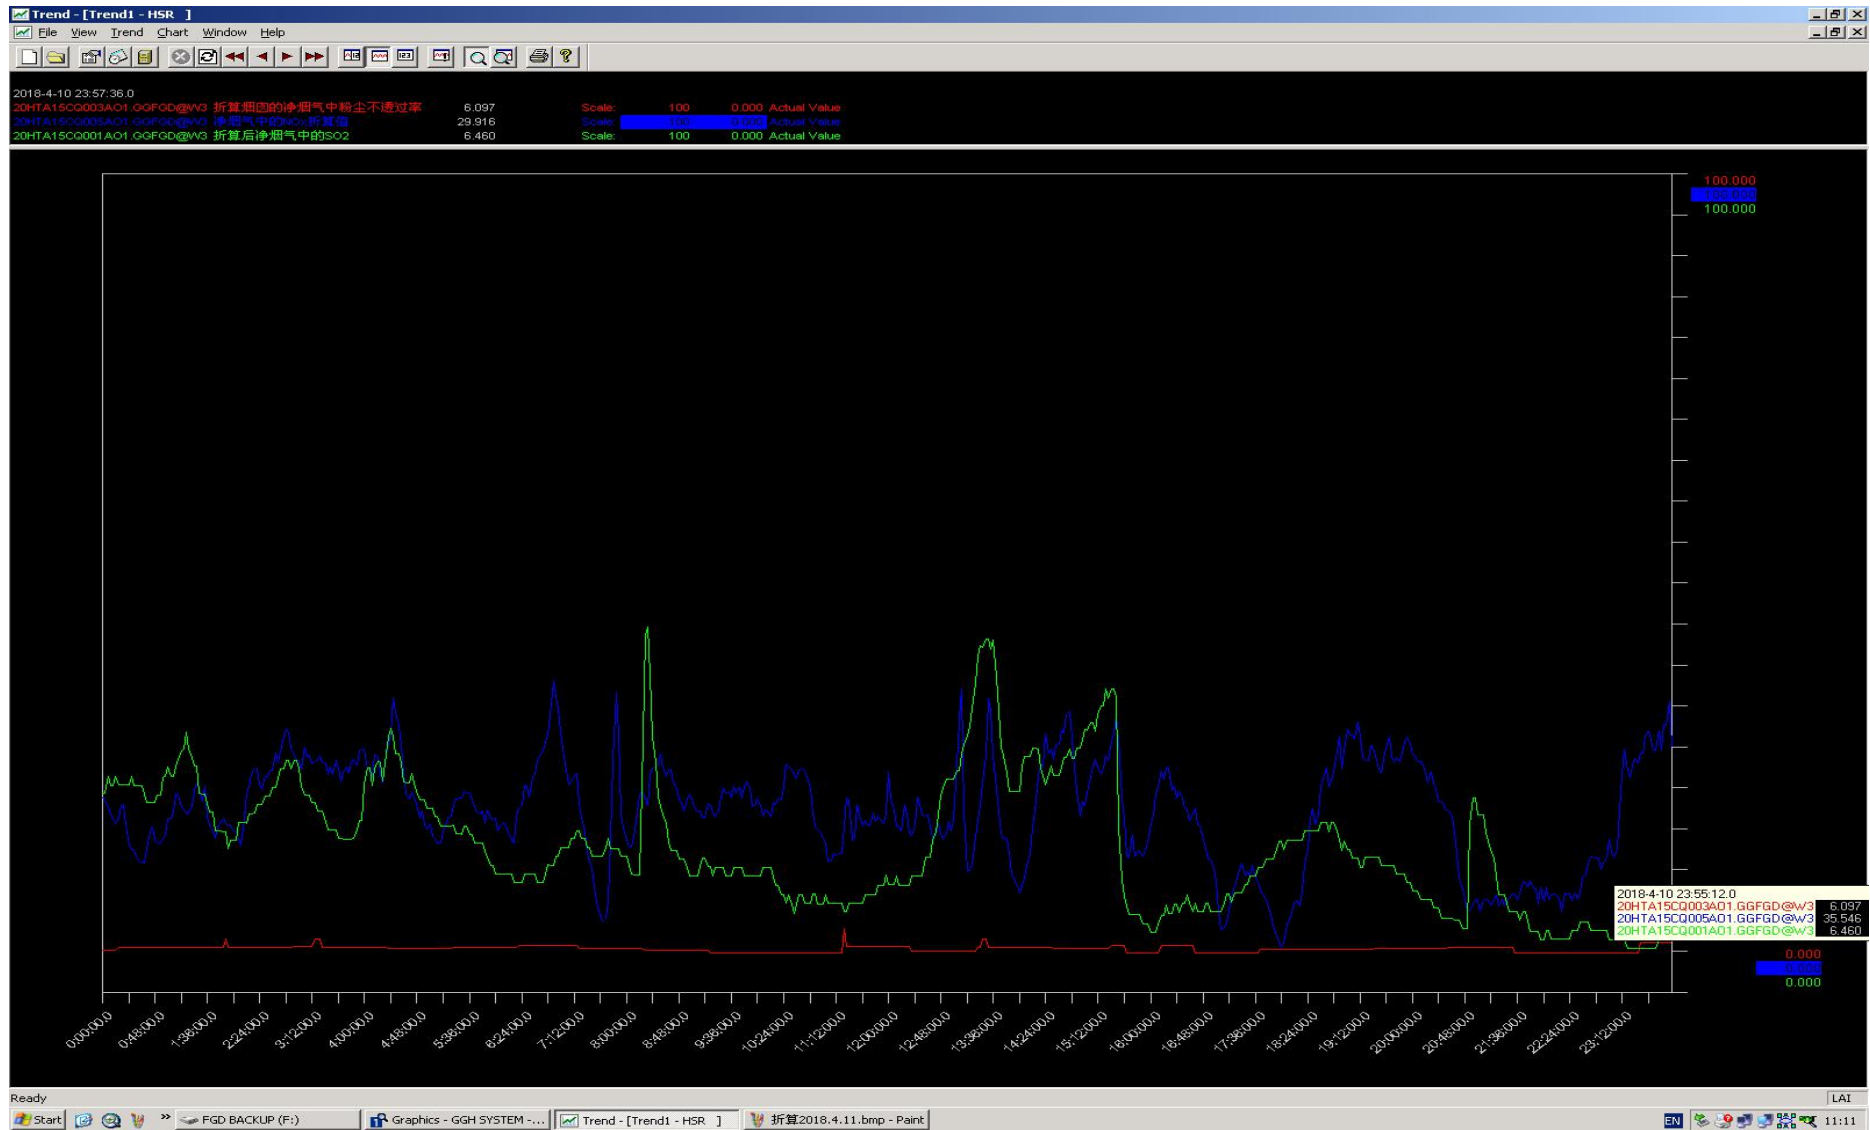 Trend - [Trend1 - HSR   ]
File View Trend Chart Window Help
2018-4-10 23:57:36.0
20HTA15CQ003AO1.GGFGD@W3 折算烟囱的净烟气中粉尘不透过率 6.097 Scale: 100 0.000 Actual Value
20HTA15CQ005AO1.GGFGD@W3 净烟气中的NOx折算值 29.916 Scale: 100 0.000 Actual Value
20HTA15CQ001AO1.GGFGD@W3 折算后净烟气中的SO2 6.460 Scale: 100 0.000 Actual Value
100.000
100.000
100.000
2018-4-10 23:55:12.0
20HTA15CQ003AO1.GGFGD@W3 6.097
20HTA15CQ005AO1.GGFGD@W3 35.546
20HTA15CQ001AO1.GGFGD@W3 6.460
0.000
0.000
0.000
0:00:00.0 0:48:00.0 1:36:00.0 2:24:00.0 3:12:00.0 4:00:00.0 4:48:00.0 5:36:00.0 6:24:00.0 7:12:00.0 8:00:00.0 8:48:00.0 9:36:00.0 10:24:00.0 11:12:00.0 12:00:00.0 12:48:00.0 13:36:00.0 14:24:00.0 15:12:00.0 16:00:00.0 16:48:00.0 17:36:00.0 18:24:00.0 19:12:00.0 20:00:00.0 20:48:00.0 21:36:00.0 22:24:00.0 23:12:00.0
Ready
LAI
Start » FGD BACKUP (F:) Graphics - GGH SYSTEM -... Trend - [Trend1 - HSR   ] 折算2018.4.11.bmp - Paint EN 11:11